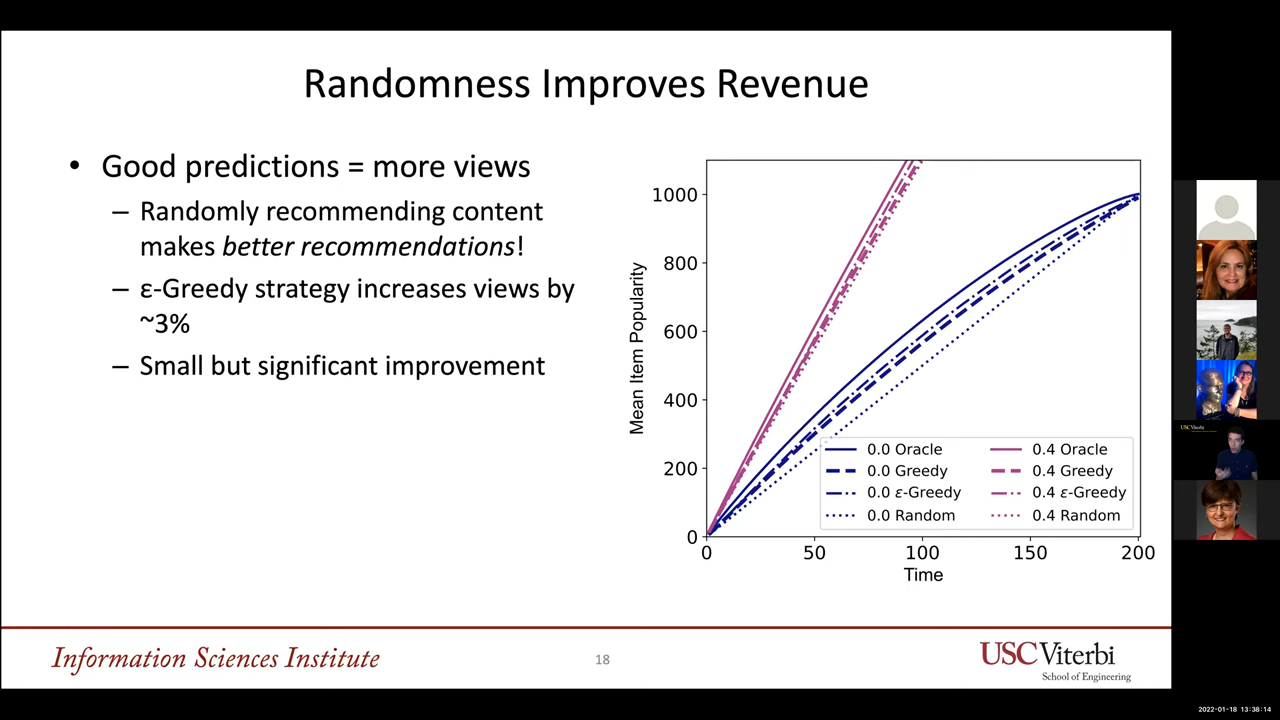 Randomness Improves Revenue
• Good predictions = more views
– Randomly recommending content
makes better recommendations!
– ε-Greedy strategy increases views by
~3%
– Small but significant improvement
Mean Item Popularity
1000
800
600
400
200
0
0 50 100 150 200
Time
0.0 Oracle
0.0 Greedy
0.0 ε-Greedy
0.0 Random
0.4 Oracle
0.4 Greedy
0.4 ε-Greedy
0.4 Random
Information Sciences Institute
18
USC Viterbi
School of Engineering
USC Viterbi
2022-01-18 13:38:14